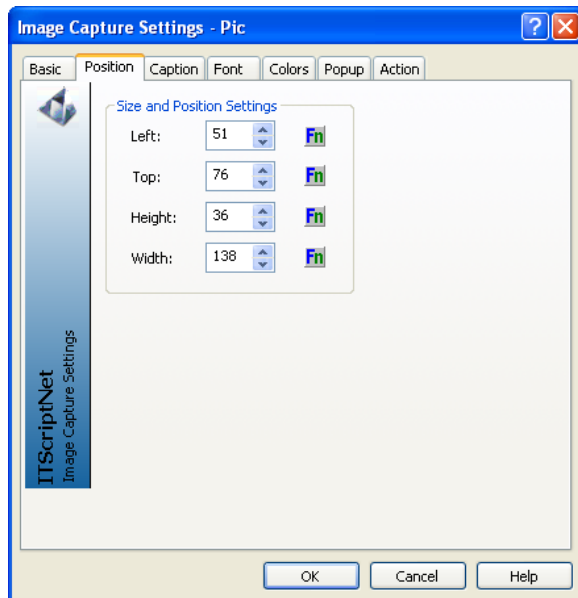 Image Capture Settings - Pic
?
X
Basic Position Caption Font Colors Popup Action
Size and Position Settings
Left: 51 Fn
Top: 76 Fn
Height: 36 Fn
Width: 138 Fn
ITScriptNet
Image Capture Settings
OK Cancel Help